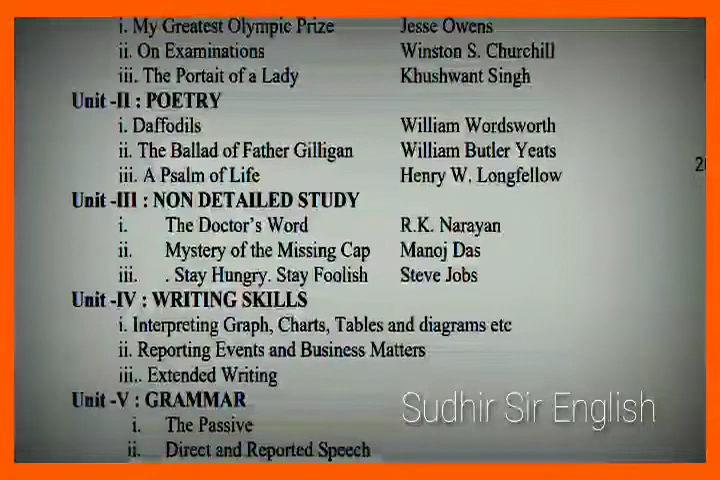 i. My Greatest Olympic Prize Jesse Owens
ii. On Examinations Winston S. Churchill
iii. The Portait of a Lady Khushwant Singh
Unit -II : POETRY
i. Daffodils William Wordsworth
ii. The Ballad of Father Gilligan William Butler Yeats
iii. A Psalm of Life Henry W. Longfellow
Unit -III : NON DETAILED STUDY
i. The Doctor's Word R.K. Narayan
ii. Mystery of the Missing Cap Manoj Das
iii. . Stay Hungry. Stay Foolish Steve Jobs
Unit -IV : WRITING SKILLS
i. Interpreting Graph, Charts, Tables and diagrams etc
ii. Reporting Events and Business Matters
iii.. Extended Writing
Unit -V : GRAMMAR
Sudhir Sir English
i. The Passive
ii. Direct and Reported Speech